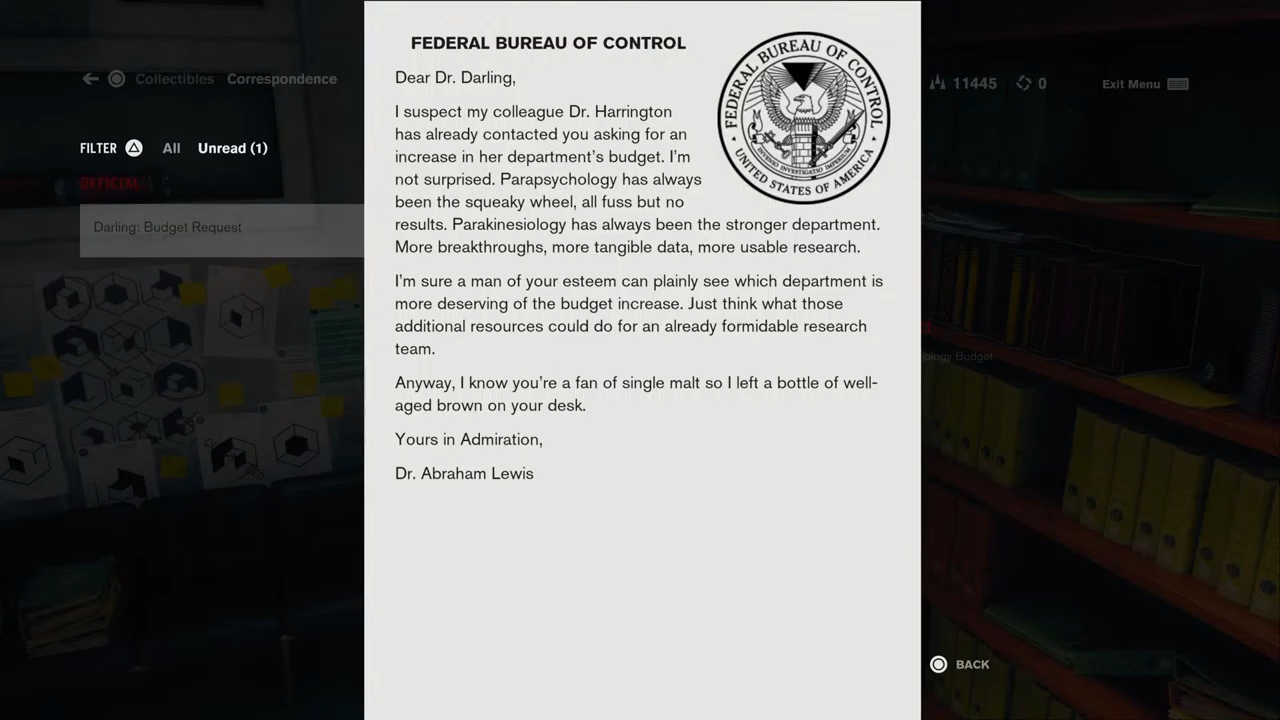 FEDERAL BUREAU OF CONTROL
FEDERAL BUREAU OF CONTROL
INVENIO INVESTIGATIO IMPERIUM
UNITED STATES OF AMERICA
Collectibles Correspondence
11445 0 Exit Menu
FILTER All Unread (1)
OFFICIAL
Darling: Budget Request
Dear Dr. Darling,
I suspect my colleague Dr. Harrington
has already contacted you asking for an
increase in her department's budget. I'm
not surprised. Parapsychology has always
been the squeaky wheel, all fuss but no
results. Parakinesiology has always been the stronger department.
More breakthroughs, more tangible data, more usable research.
I'm sure a man of your esteem can plainly see which department is
more deserving of the budget increase. Just think what those
additional resources could do for an already formidable research
team.
Anyway, I know you're a fan of single malt so I left a bottle of well-
aged brown on your desk.
Yours in Admiration,
Dr. Abraham Lewis
ology Budget
BACK